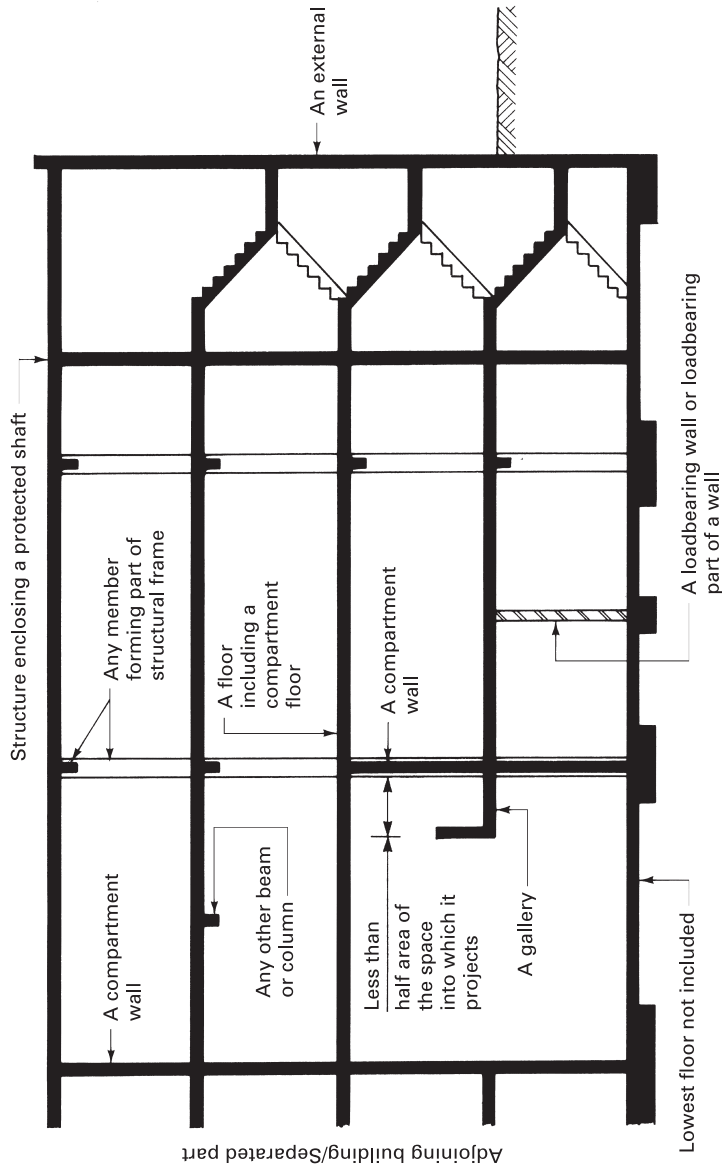 Structure enclosing a protected shaft
An external
wall
Any member
forming part of
structural frame
A compartment
wall
A floor
including a
compartment
floor
Any other beam
or column
A compartment
wall
Less than
half area of
the space
into which it
projects
A gallery
A loadbearing wall or loadbearing
part of a wall
Lowest floor not included
Adjoining building/Separated part